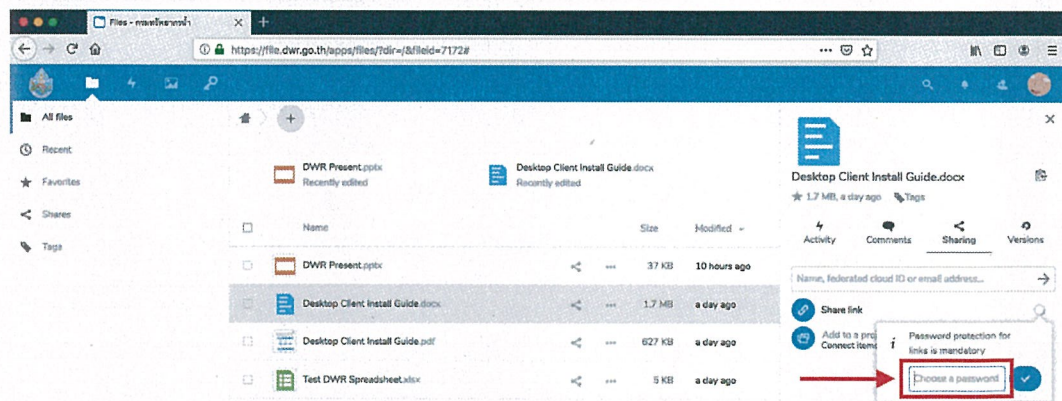 Files - กรมทรัพยากรน้ำ
https://file.dwr.go.th/apps/files/?dir=/&fileid=7172#
All files
Recent
Favorites
Shares
Tags
DWR Present.pptx
Recently edited
Desktop Client Install Guide.docx
Recently edited
Name Size Modified
DWR Present.pptx 37 KB 10 hours ago
Desktop Client Install Guide.docx 1.7 MB a day ago
Desktop Client Install Guide.pdf 627 KB a day ago
Test DWR Spreadsheet.xlsx 5 KB a day ago
Desktop Client Install Guide.docx
1.7 MB, a day ago Tags
Activity Comments Sharing Versions
Name, federated cloud ID or email address...
Share link
Add to a proj
Connect items
Password protection for
links is mandatory
Choose a password